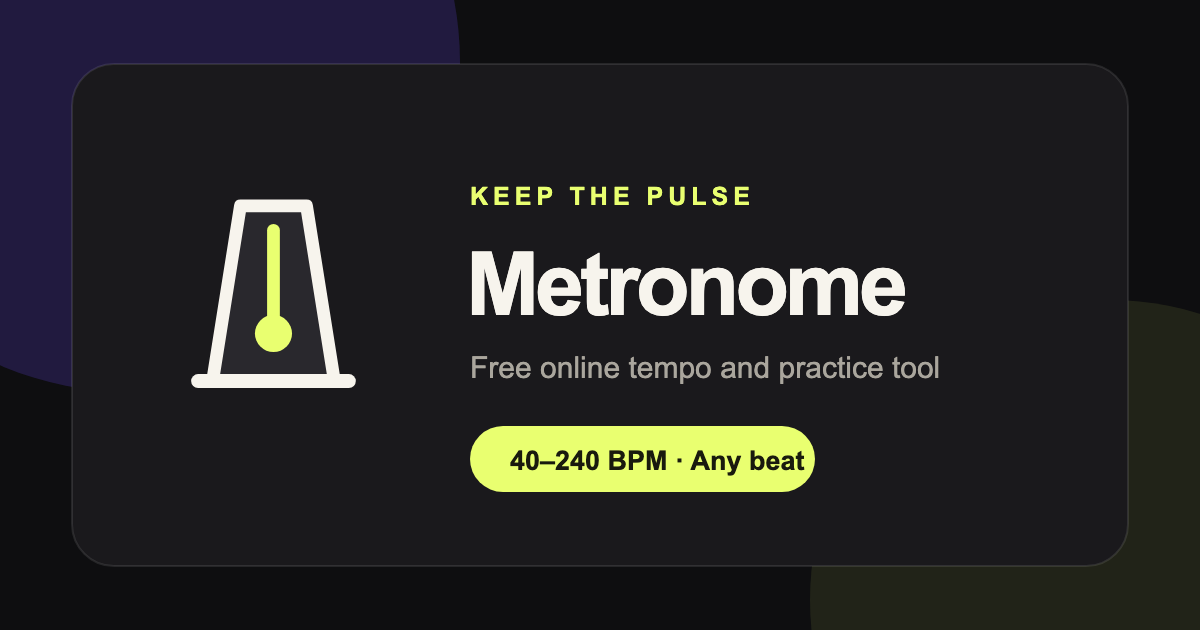 KEEP THE PULSE
Metronome
Free online tempo and practice tool
40–240 BPM · Any beat